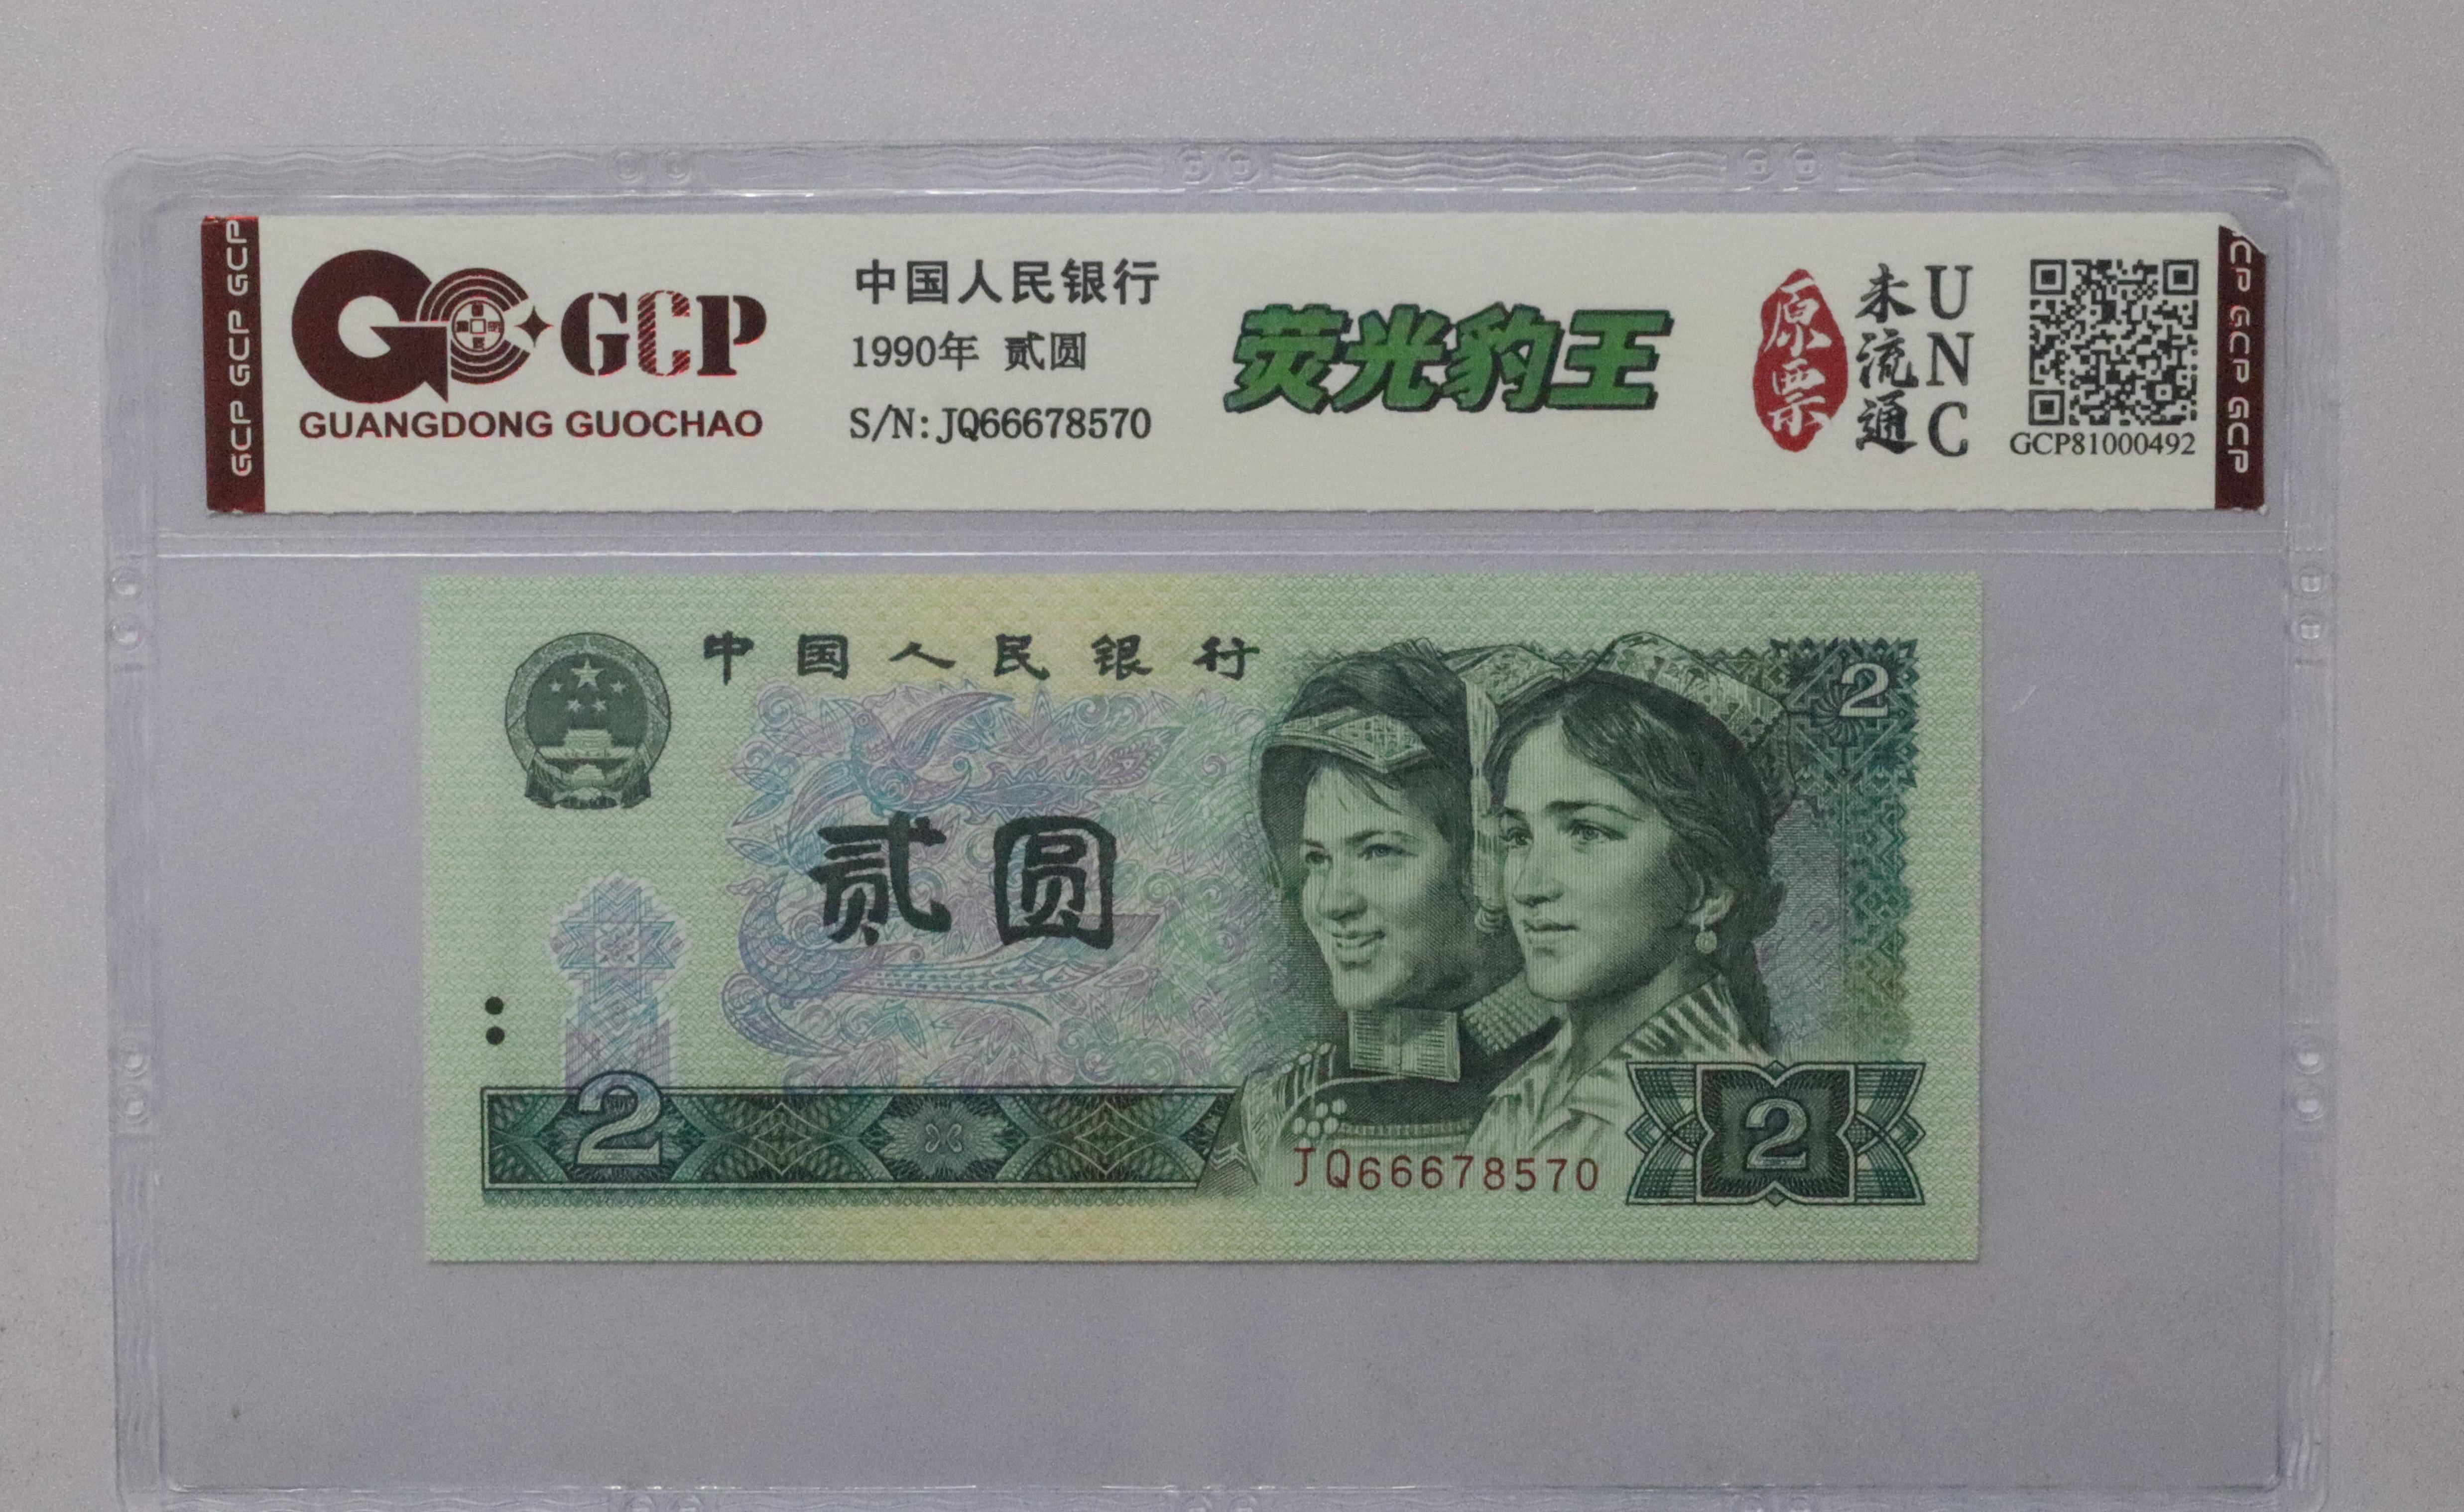 GCP GCP GCP
GCP
GUANGDONG GUOCHAO
中国人民银行
1990年 贰圆
S/N:JQ66678570
荧光豹王
原票
未流通
UNC
GCP81000492
GCP GCP GCP
中国人民银行
2
贰圆
2
JQ66678570
2